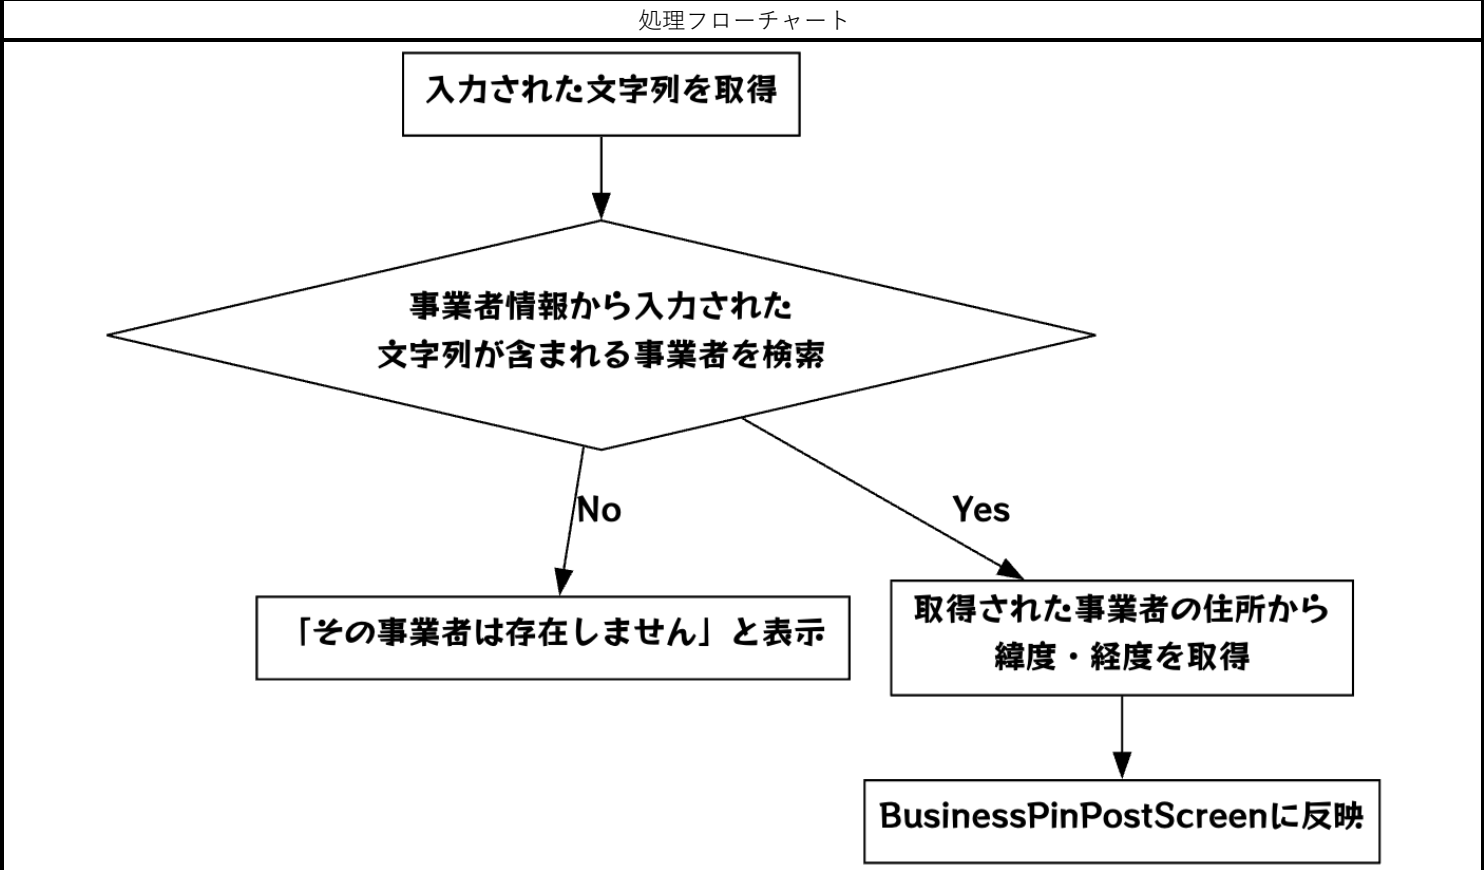 処理フローチャート
入力された文字列を取得
事業者情報から入力された
文字列が含まれる事業者を検索
No
Yes
「その事業者は存在しません」と表示
取得された事業者の住所から
緯度・経度を取得
BusinessPinPostScreenに反映